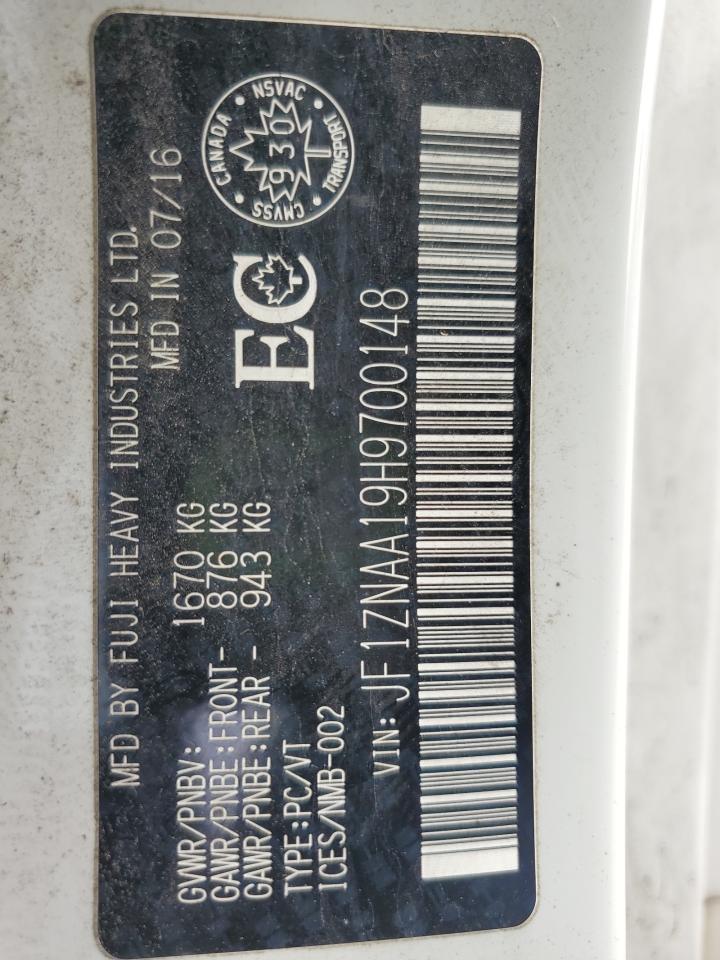 MFD BY FUJI HEAVY INDUSTRIES LTD.
MFD IN 07/16
GVWR/PNBV: 1670 KG
GAWR/PNBE:FRONT- 876 KG
GAWR/PNBE:REAR - 943 KG
TYPE:PC/VT
ICES/NMB-002
EC
CANADA • NSVAC • TRANSPORT • CMVSS
930
VIN: JF1ZNAA19H9700148